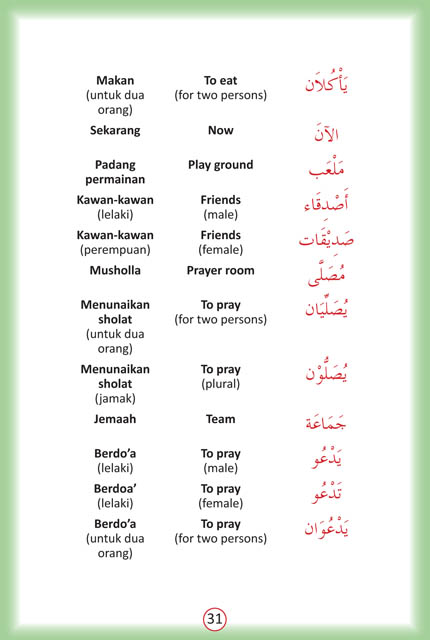 Makan To eat يَأْكُلَان
(untuk dua (for two persons)
orang)
Sekarang Now الآنَ
Padang Play ground مَلْعَب
permainan
Kawan-kawan Friends أَصْدِقَاء
(lelaki) (male)
Kawan-kawan Friends صَدِيْقَات
(perempuan) (female)
Musholla Prayer room مُصَلَّى
Menunaikan To pray يُصَلِّيَان
sholat (for two persons)
(untuk dua
orang)
Menunaikan To pray يُصَلُّوْن
sholat (plural)
(jamak)
Jemaah Team جَمَاعَة
Berdo’a To pray يَدْعُو
(lelaki) (male)
Berdoa’ To pray تَدْعُو
(lelaki) (female)
Berdo’a To pray يَدْعُوَان
(untuk dua (for two persons)
orang)
31